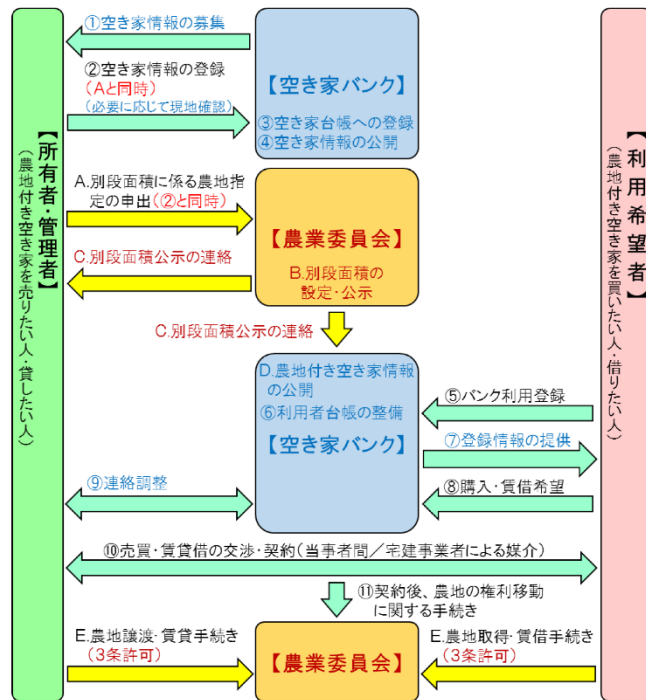 ①空き家情報の募集
②空き家情報の登録
(Aと同時)
(必要に応じて現地確認)
【空き家バンク】
③空き家台帳への登録
④空き家情報の公開
【所有者・管理者】
(農地付き空き家を売りたい人・貸したい人)
【利用希望者】
(農地付き空き家を買いたい人・借りたい人)
A.別段面積に係る農地指
定の申出(②と同時)
C.別段面積公示の連絡
【農業委員会】
B.別段面積の
設定・公示
C.別段面積公示の連絡
D.農地付き空き家情報
の公開
⑥利用者台帳の整備
【空き家バンク】
⑤バンク利用登録
⑦登録情報の提供
⑧購入・賃借希望
⑨連絡調整
⑩売買・賃貸借の交渉・契約(当事者間/宅建事業者による媒介)
⑪契約後、農地の権利移動
に関する手続き
E.農地譲渡・賃貸手続き
(3条許可)
【農業委員会】
E.農地取得・賃借手続き
(3条許可)